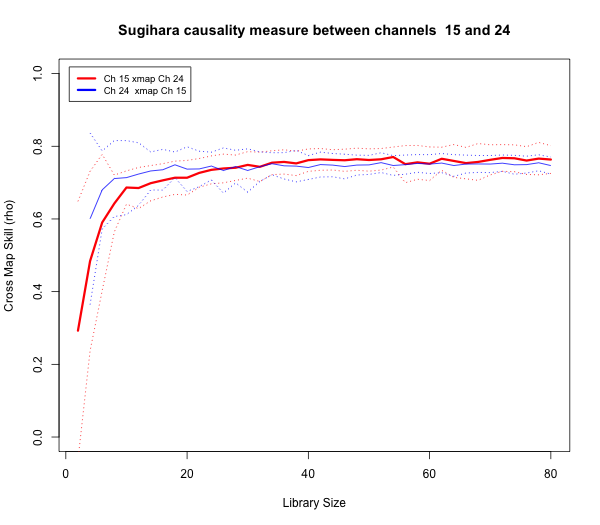 Sugihara causality measure between channels  15 and 24
Ch 15 xmap Ch 24
Ch 24  xmap Ch 15
Cross Map Skill (rho)
1.0
0.8
0.6
0.4
0.2
0.0
0 20 40 60 80
Library Size